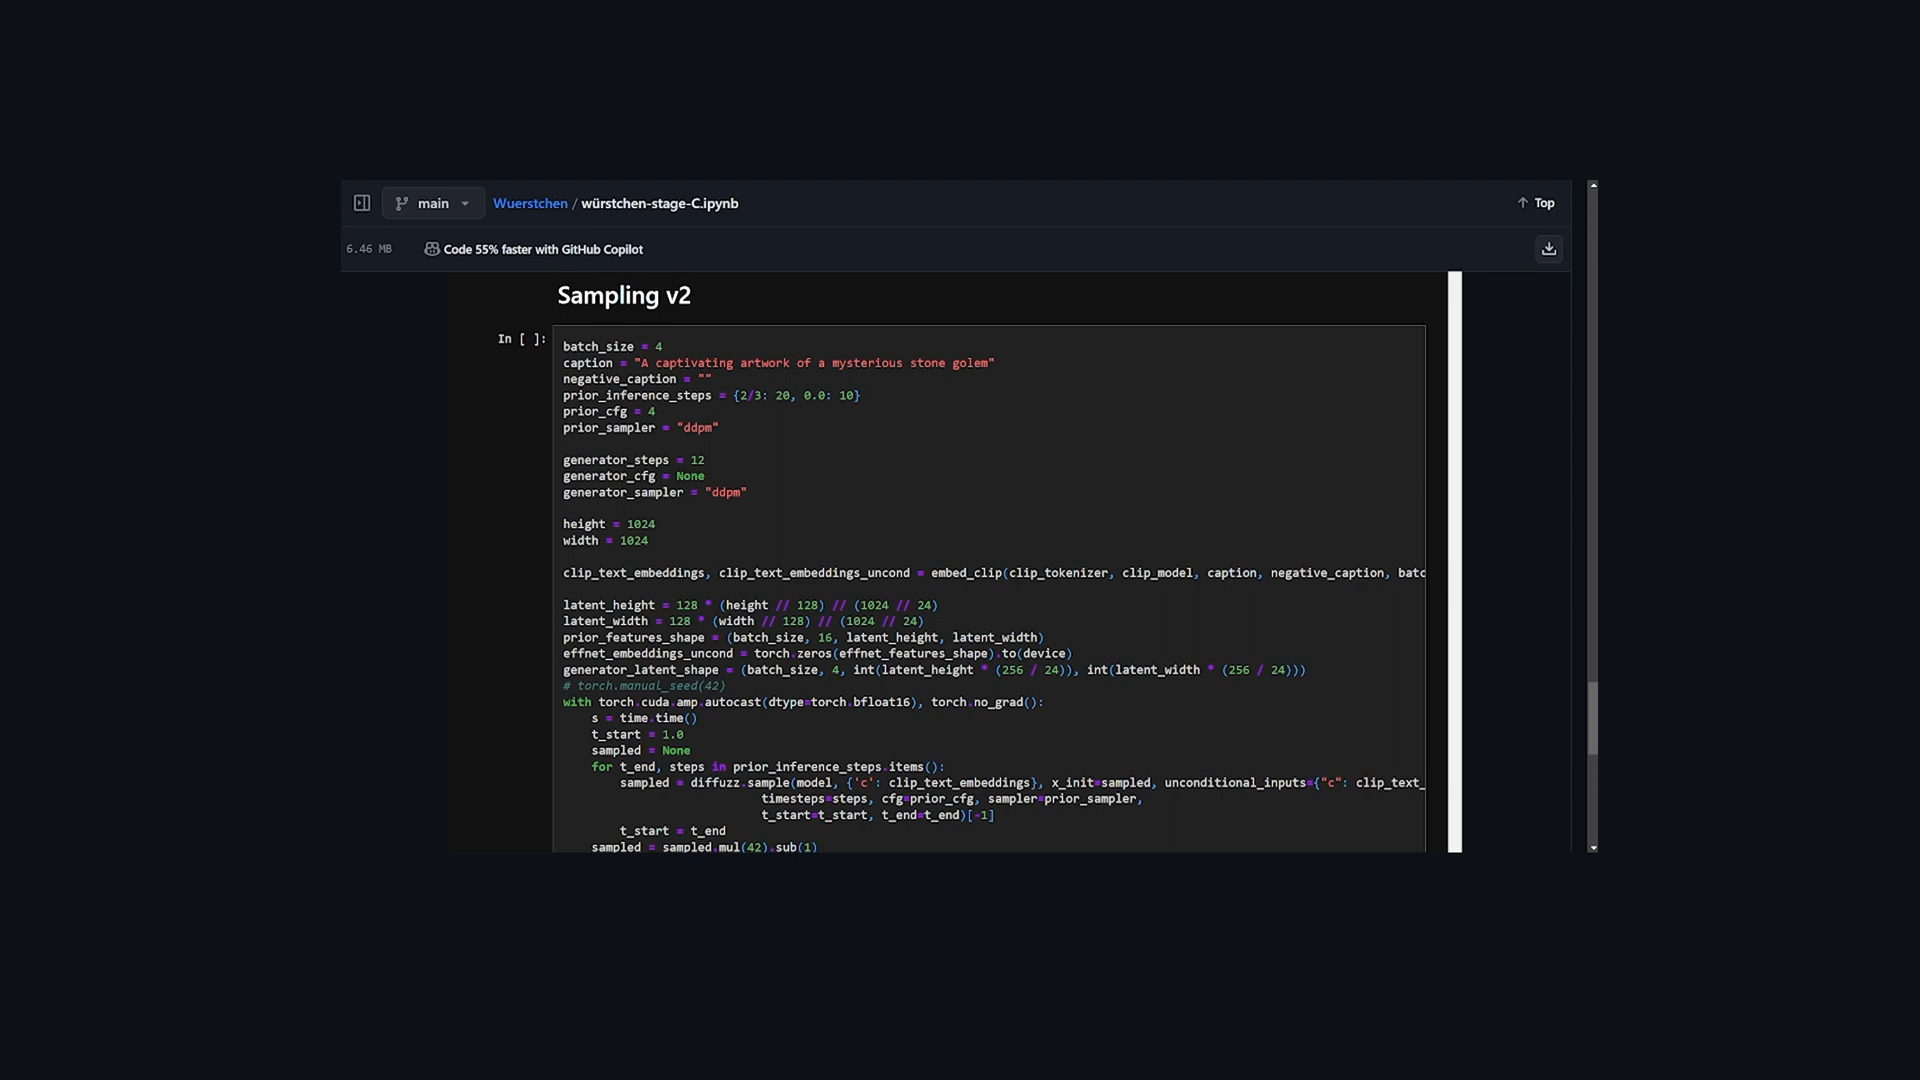 main
Wuerstchen / würstchen-stage-C.ipynb
Top
6.46 MB
Code 55% faster with GitHub Copilot
Sampling v2
In [ ]:
batch_size = 4
caption = "A captivating artwork of a mysterious stone golem"
negative_caption = ""
prior_inference_steps = {2/3: 20, 0.0: 10}
prior_cfg = 4
prior_sampler = "ddpm"
generator_steps = 12
generator_cfg = None
generator_sampler = "ddpm"
height = 1024
width = 1024
clip_text_embeddings, clip_text_embeddings_uncond = embed_clip(clip_tokenizer, clip_model, caption, negative_caption, batc
latent_height = 128 * (height // 128) // (1024 // 24)
latent_width = 128 * (width // 128) // (1024 // 24)
prior_features_shape = (batch_size, 16, latent_height, latent_width)
effnet_embeddings_uncond = torch.zeros(effnet_features_shape).to(device)
generator_latent_shape = (batch_size, 4, int(latent_height * (256 / 24)), int(latent_width * (256 / 24)))
# torch.manual_seed(42)
with torch.cuda.amp.autocast(dtype=torch.bfloat16), torch.no_grad():
s = time.time()
t_start = 1.0
sampled = None
for t_end, steps in prior_inference_steps.items():
sampled = diffuzz.sample(model, {'c': clip_text_embeddings}, x_init=sampled, unconditional_inputs={"c": clip_text_
timesteps=steps, cfg=prior_cfg, sampler=prior_sampler,
t_start=t_start, t_end=t_end)[-1]
t_start = t_end
sampled = sampled.mul(42).sub(1)